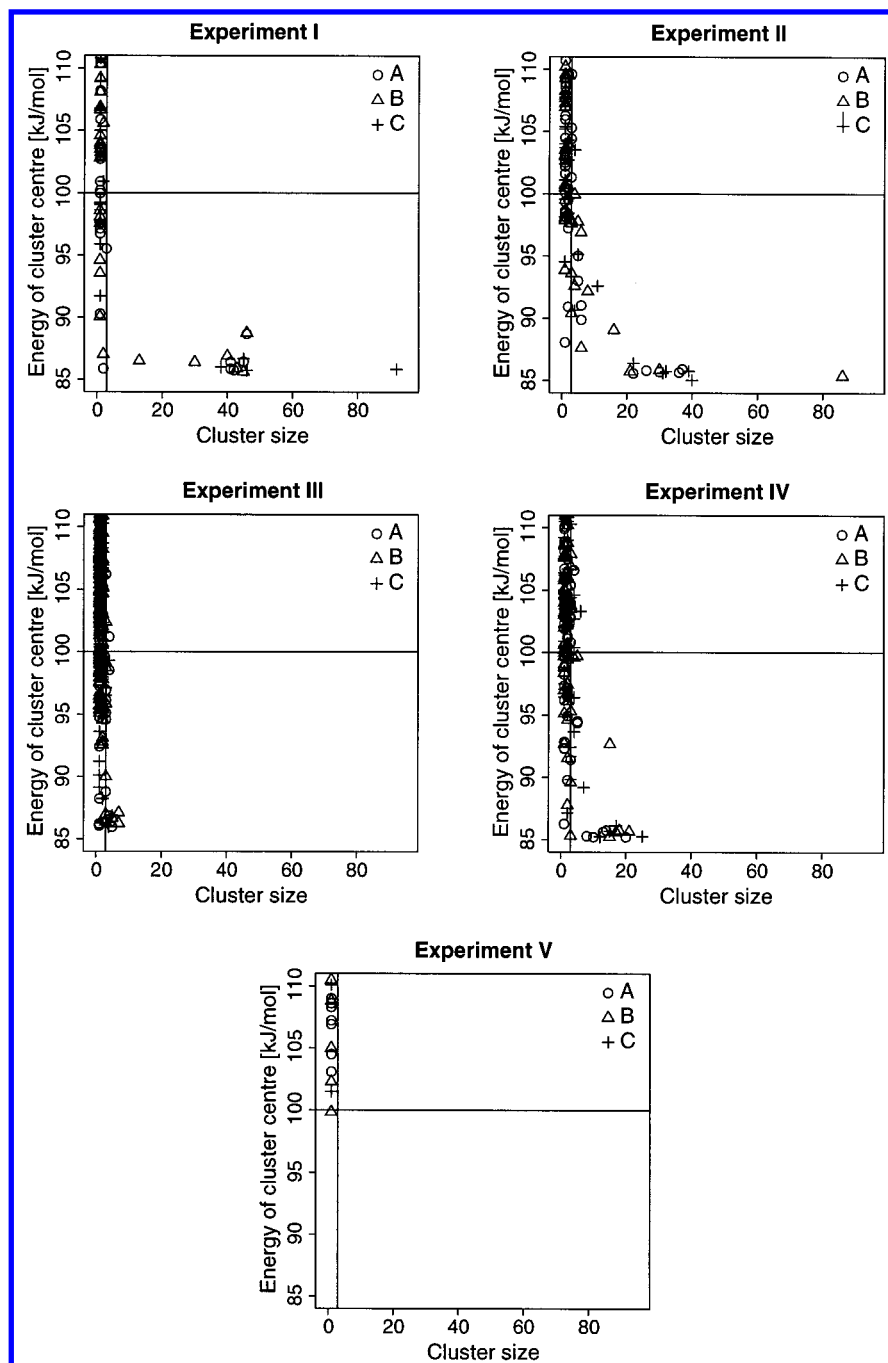 Experiment I
Energy of cluster centre [kJ/mol]
85 90 95 100 105 110
A
B
C
0 20 40 60 80
Cluster size
Experiment II
Energy of cluster centre [kJ/mol]
85 90 95 100 105 110
A
B
C
0 20 40 60 80
Cluster size
Experiment III
Energy of cluster centre [kJ/mol]
85 90 95 100 105 110
A
B
C
0 20 40 60 80
Cluster size
Experiment IV
Energy of cluster centre [kJ/mol]
85 90 95 100 105 110
A
B
C
0 20 40 60 80
Cluster size
Experiment V
Energy of cluster centre [kJ/mol]
85 90 95 100 105 110
A
B
C
0 20 40 60 80
Cluster size